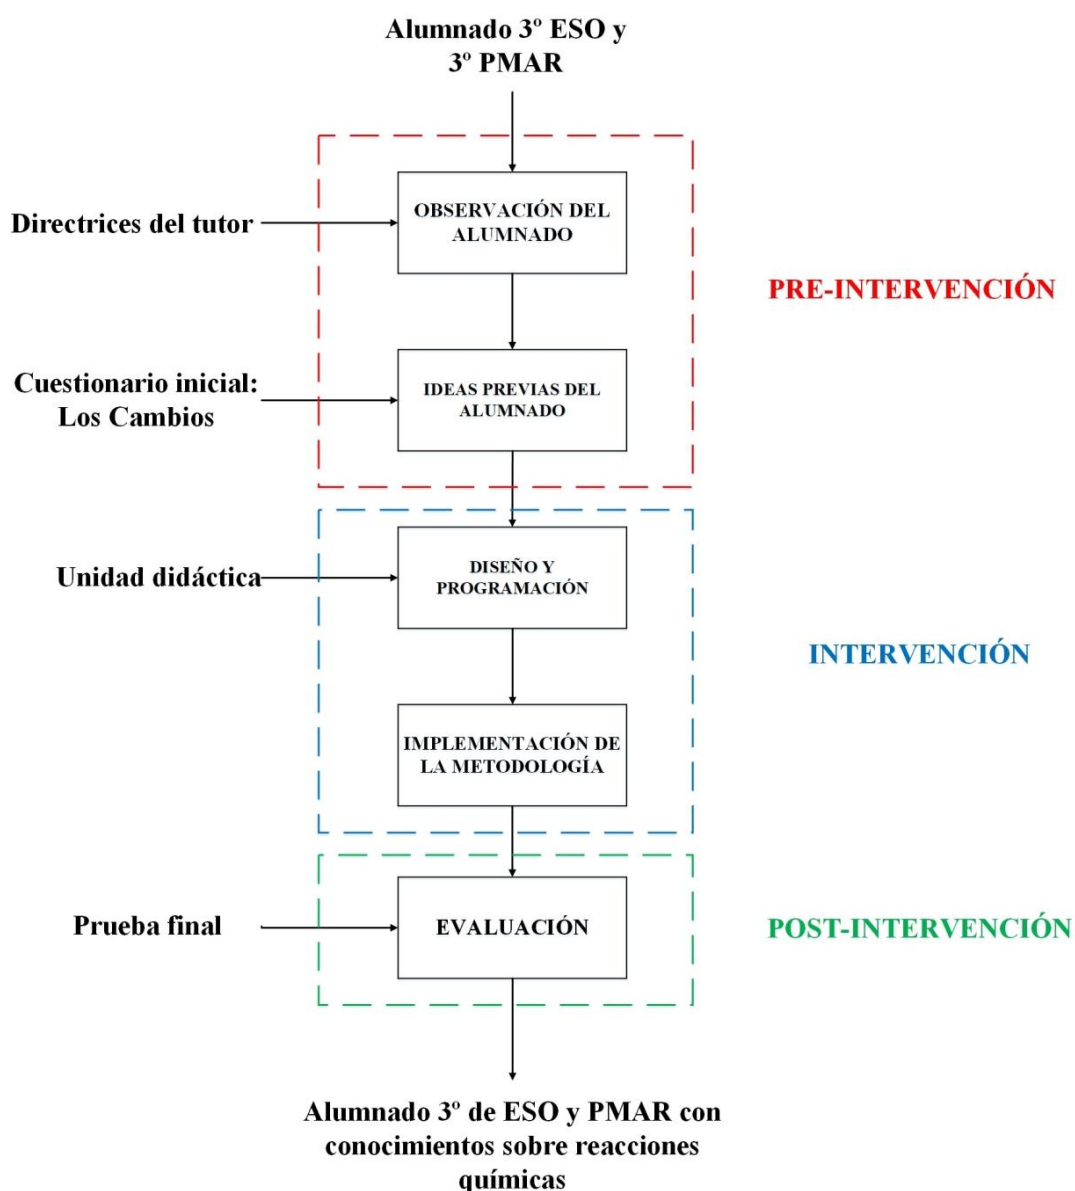 Alumnado 3º ESO y
3º PMAR
Directrices del tutor
OBSERVACIÓN DEL
ALUMNADO
PRE-INTERVENCIÓN
Cuestionario inicial:
Los Cambios
IDEAS PREVIAS DEL
ALUMNADO
Unidad didáctica
DISEÑO Y
PROGRAMACIÓN
INTERVENCIÓN
IMPLEMENTACIÓN DE
LA METODOLOGÍA
Prueba final
EVALUACIÓN
POST-INTERVENCIÓN
Alumnado 3º de ESO y PMAR con
conocimientos sobre reacciones
químicas